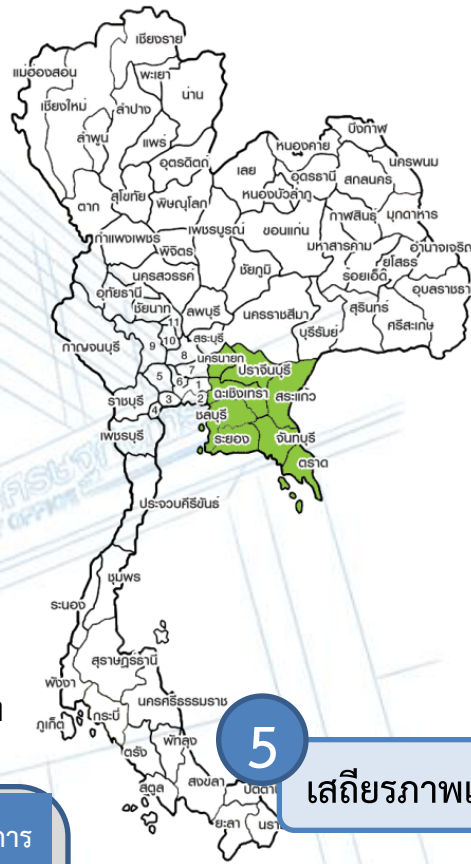 เชียงราย
แม่ฮ่องสอน
พะเยา
เชียงใหม่
น่าน
ลำปาง
ลำพูน
แพร่
อุตรดิตถ์
บึงกาฬ
หนองคาย
เลย
อุดรธานี
นครพนม
สกลนคร
หนองบัวลำภู
ตาก
สุโขทัย
พิษณุโลก
กาฬสินธุ์
มุกดาหาร
กำแพงเพชร
เพชรบูรณ์
ขอนแก่น
พิจิตร
มหาสารคาม
อำนาจเจริญ
ยโสธร
ร้อยเอ็ด
นครสวรรค์
ชัยภูมิ
อุบลราชธา
อุทัยธานี
ชัยนาท
ลพบุรี
นครราชสีมา
สุรินทร์
ศรีสะเกษ
บุรีรัมย์
11
สระบุรี
กาญจนบุรี
9
10
8
นครนายก
7
ปราจีนบุรี
5
6
1
ฉะเชิงเทรา
สระแก้ว
ราชบุรี
3
2
4
ชลบุรี
เพชรบุรี
ระยอง
จันทบุรี
ตราด
ประจวบคีรีขันธ์
ชุมพร
ระนอง
สุราษฎร์ธานี
พังงา
นครศรีธรรมราช
ภูเก็ต
กระบี่
ตรัง
พัทลุง
5
สตูล
สงขลา
ปัตตา
เสถียรภาพ
ยะลา
นรา
การ